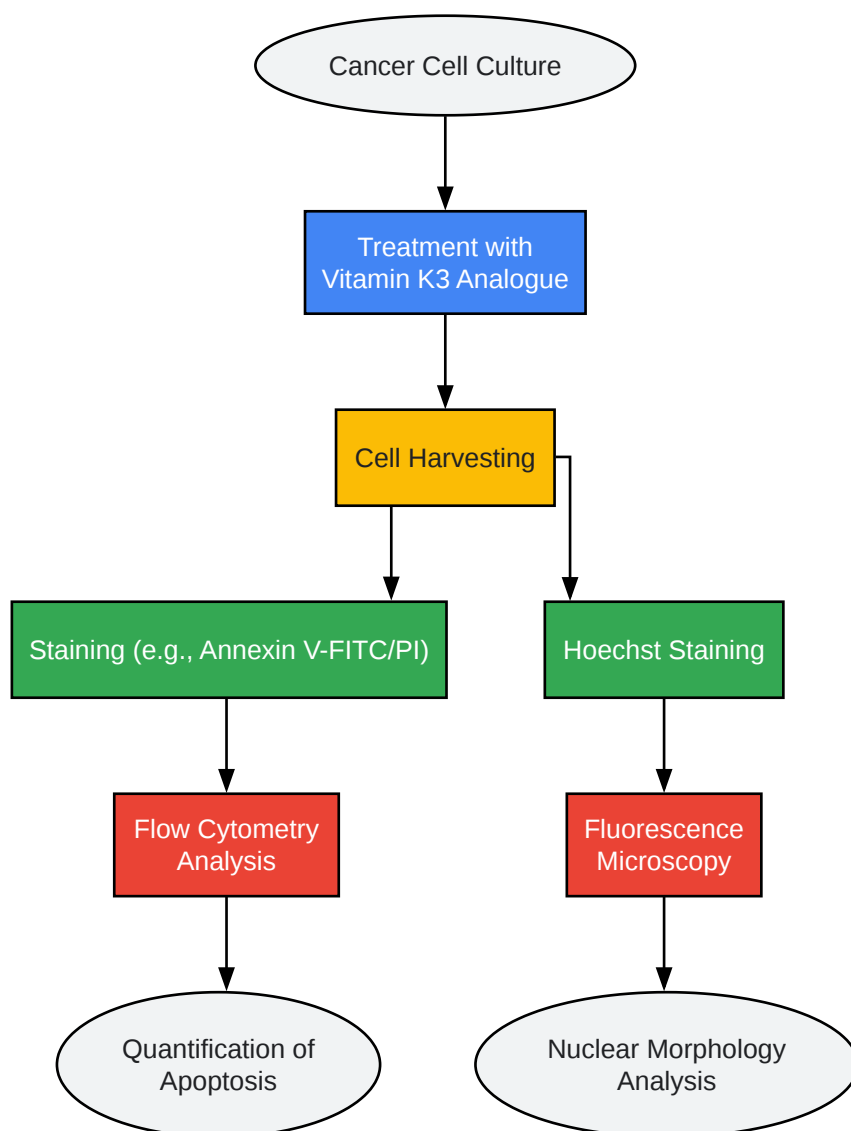 Cancer Cell Culture
Treatment with
Vitamin K3 Analogue
Cell Harvesting
Staining (e.g., Annexin V-FITC/PI)
Hoechst Staining
Flow Cytometry
Analysis
Fluorescence
Microscopy
Quantification of
Apoptosis
Nuclear Morphology
Analysis